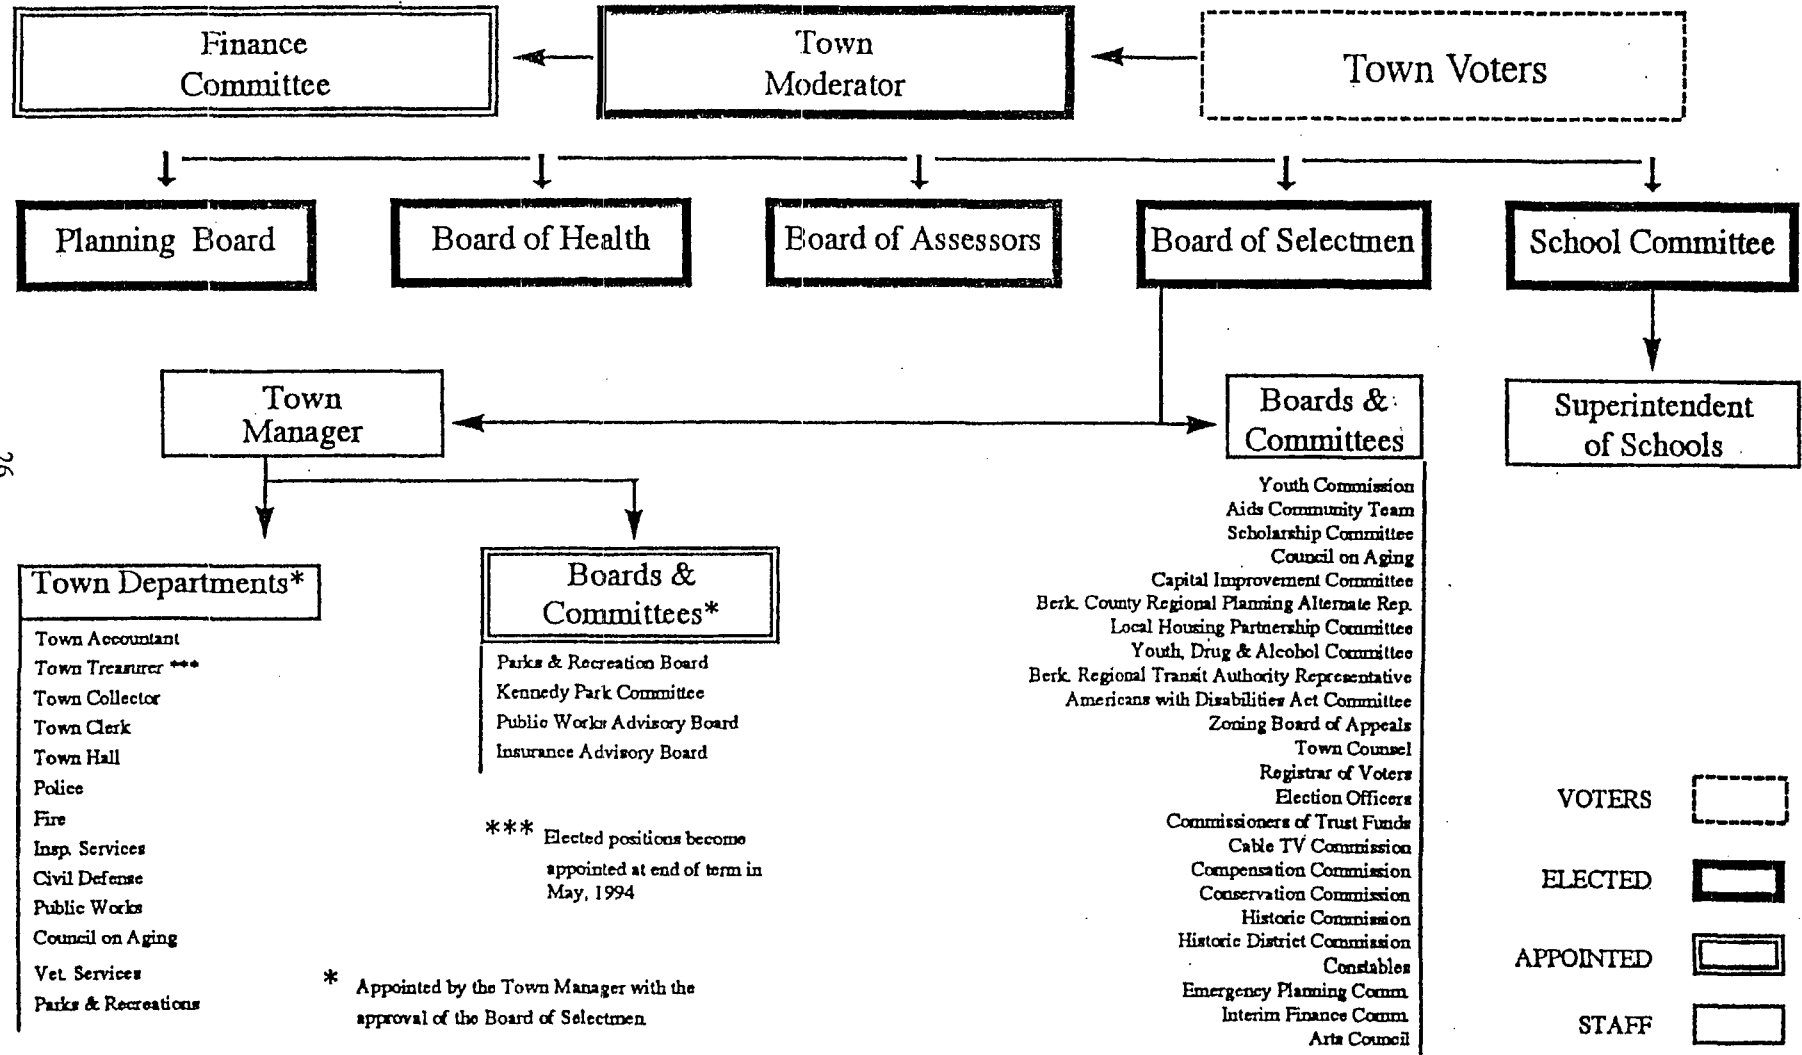 Finance
Committee
Town
Moderator
Town Voters
Planning Board
Board of Health
Board of Assessors
Board of Selectmen
School Committee
Town
Manager
Boards &
Committees
Superintendent
of Schools
26
Town Departments*
Town Accountant
Town Treasurer ***
Town Collector
Town Clerk
Town Hall
Police
Fire
Insp. Services
Civil Defense
Public Works
Council on Aging
Vet. Services
Parks & Recreations
Boards &
Committees*
Parks & Recreation Board
Kennedy Park Committee
Public Works Advisory Board
Insurance Advisory Board
*** Elected positions become
appointed at end of term in
May, 1994
* Appointed by the Town Manager with the
approval of the Board of Selectmen
Youth Commission
Aids Community Team
Scholarship Committee
Council on Aging
Capital Improvement Committee
Berk. County Regional Planning Alternate Rep.
Local Housing Partnership Committee
Youth, Drug & Alcohol Committee
Berk. Regional Transit Authority Representative
Americans with Disabilities Act Committee
Zoning Board of Appeals
Town Counsel
Registrar of Voters
Election Officers
Commissioners of Trust Funds
Cable TV Commission
Compensation Commission
Conservation Commission
Historic Commission
Historic District Commission
Constables
Emergency Planning Comm.
Interim Finance Comm.
Arts Council
VOTERS
ELECTED
APPOINTED
STAFF